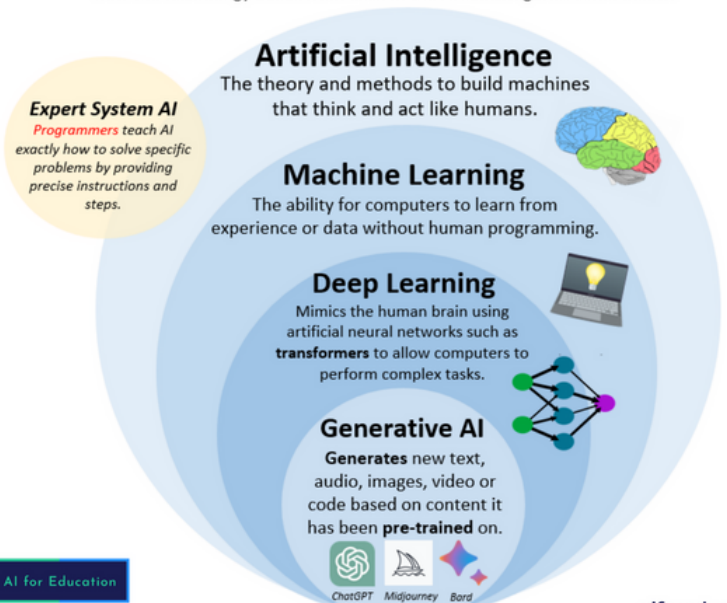 Artificial Intelligence
The theory and methods to build machines
that think and act like humans.
Expert System AI
Programmers teach AI
exactly how to solve specific
problems by providing
precise instructions and
steps.
Machine Learning
The ability for computers to learn from
experience or data without human programming.
Deep Learning
Mimics the human brain using
artificial neural networks such as
transformers to allow computers to
perform complex tasks.
Generative AI
Generates new text,
audio, images, video or
code based on content it
has been pre-trained on.
ChatGPT Midjourney Bard
AI for Education